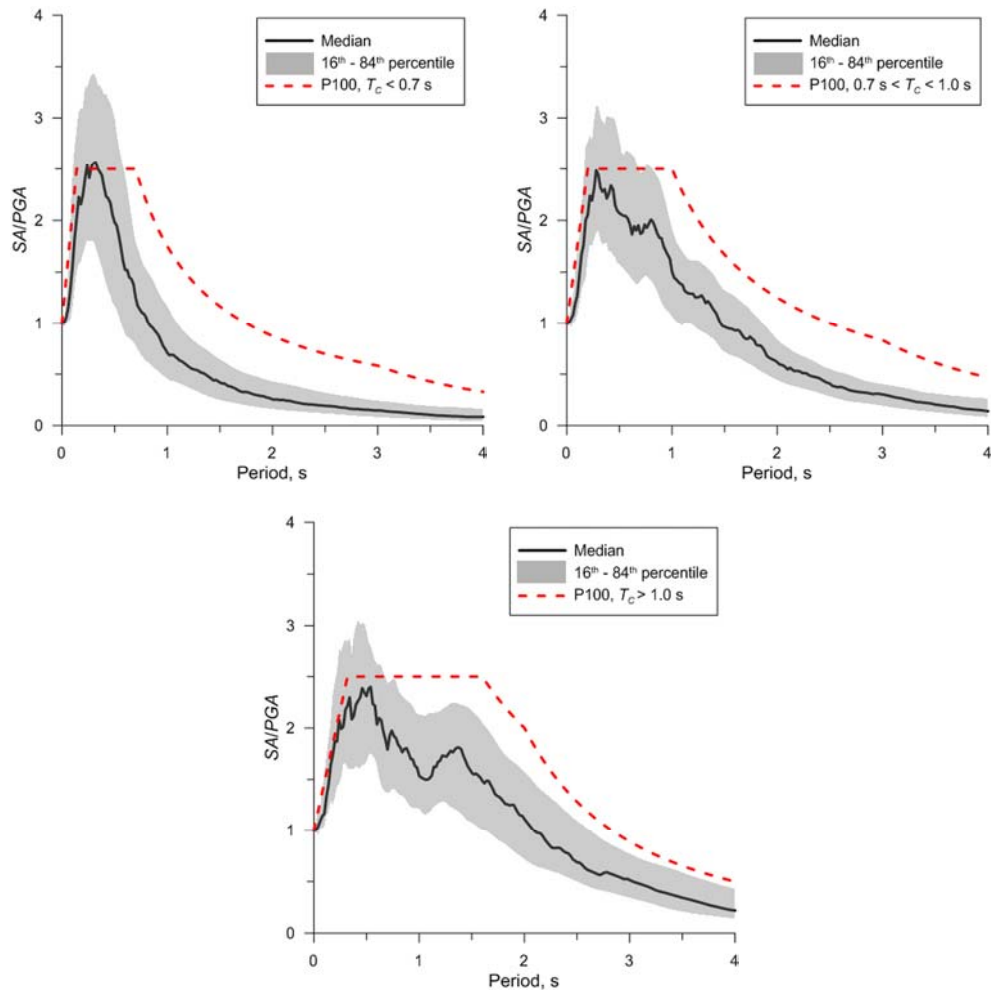 4
3
2
1
0
SA/PGA
Median
16th - 84th percentile
P100, TC < 0.7 s
0 1 2 3 4
Period, s
4
3
2
1
0
SA/PGA
Median
16th - 84th percentile
P100, 0.7 s < TC < 1.0 s
0 1 2 3 4
Period, s
4
3
2
1
0
SA/PGA
Median
16th - 84th percentile
P100, TC > 1.0 s
0 1 2 3 4
Period, s